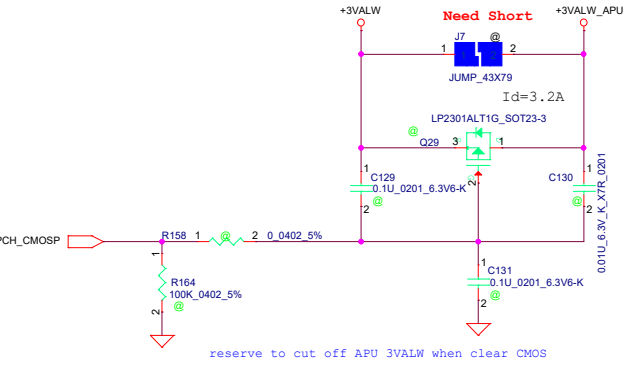 +3VALW
Need Short
+3VALW_APU
J7
@
1
2
JUMP_43X79
Id=3.2A
LP2301ALT1G_SOT23-3
@
Q29
3
1
2
1
C129
0.1U_0201_6.3V6-K
@
2
1
C130
@
2
0.01U_6.3V_K_X7R_0201
PCH_CMOSP
R158
1
@
2
0_0402_5%
1
R164
100K_0402_5%
@
2
1
C131
0.1U_0201_6.3V6-K
@
2
reserve to cut off APU 3VALW when clear CMOS